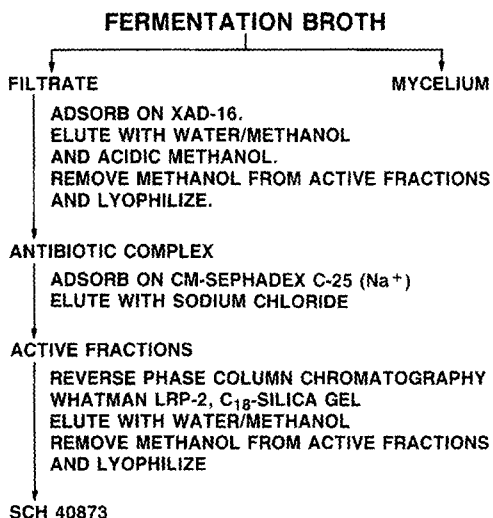 FERMENTATION BROTH
FILTRATE MYCELIUM
ADSORB ON XAD-16.
ELUTE WITH WATER/METHANOL
AND ACIDIC METHANOL.
REMOVE METHANOL FROM ACTIVE FRACTIONS
AND LYOPHILIZE.
ANTIBIOTIC COMPLEX
ADSORB ON CM-SEPHADEX C-25 (Na⁺)
ELUTE WITH SODIUM CHLORIDE
ACTIVE FRACTIONS
REVERSE PHASE COLUMN CHROMATOGRAPHY
WHATMAN LRP-2, C₁₈-SILICA GEL
ELUTE WITH WATER/METHANOL
REMOVE METHANOL FROM ACTIVE FRACTIONS
AND LYOPHILIZE
SCH 40873